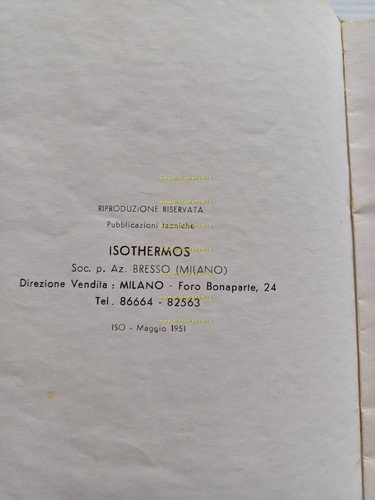 RIPRODUZIONE RISERVATA
Pubblicazioni tecniche
ISOTHERMOS
Soc. p. Az. BRESSO (MILANO)
Direzione Vendita : MILANO - Foro Bonaparte, 24
Tel. 86664 - 82563
ISO - Maggio 1951